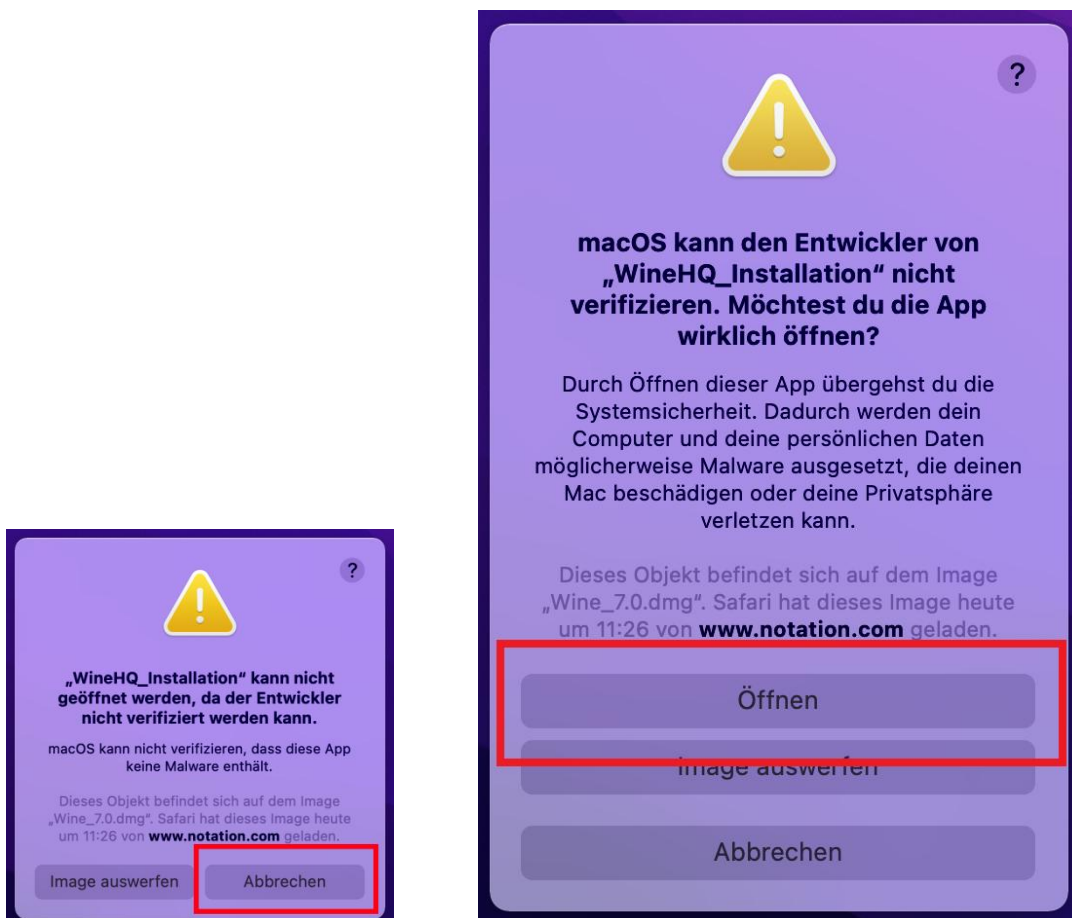 ?
„WineHQ_Installation“ kann nicht
geöffnet werden, da der Entwickler
nicht verifiziert werden kann.
macOS kann nicht verifizieren, dass diese App
keine Malware enthält.
Dieses Objekt befindet sich auf dem Image
„Wine_7.0.dmg“. Safari hat dieses Image heute
um 11:26 von www.notation.com geladen.
Image auswerfen
Abbrechen
?
macOS kann den Entwickler von
„WineHQ_Installation“ nicht
verifizieren. Möchtest du die App
wirklich öffnen?
Durch Öffnen dieser App übergehst du die
Systemsicherheit. Dadurch werden dein
Computer und deine persönlichen Daten
möglicherweise Malware ausgesetzt, die deinen
Mac beschädigen oder deine Privatsphäre
verletzen kann.
Dieses Objekt befindet sich auf dem Image
„Wine_7.0.dmg“. Safari hat dieses Image heute
um 11:26 von www.notation.com geladen.
Öffnen
Image auswerfen
Abbrechen